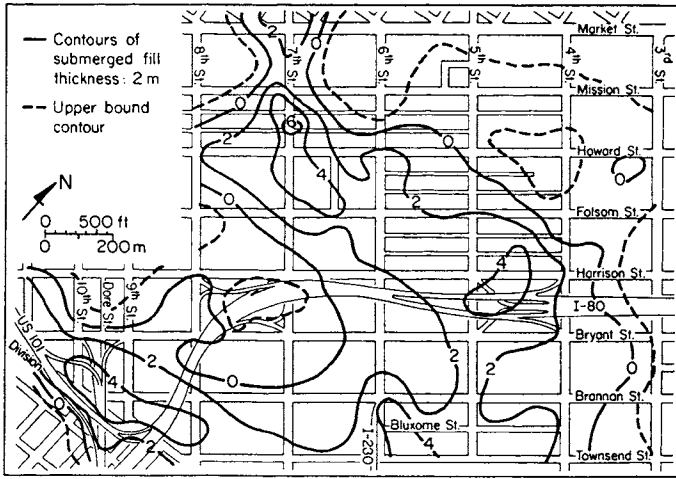 Contours of
submerged fill
thickness: 2 m
Upper bound
contour
N
0 500 ft
0 200 m
8th St.
7th St.
6th St.
5th St.
4th St.
3rd St.
Market St.
Mission St.
Howard St.
Folsom St.
Harrison St.
I-80
Bryant St.
Brannan St.
Townsend St.
Bluxome St.
I-230
10th St.
Dore St.
9th St.
US 101
Division
2
0
0
0
2
6
4
0
2
0
4
2
0
2
2
2
0
4
4
0
2